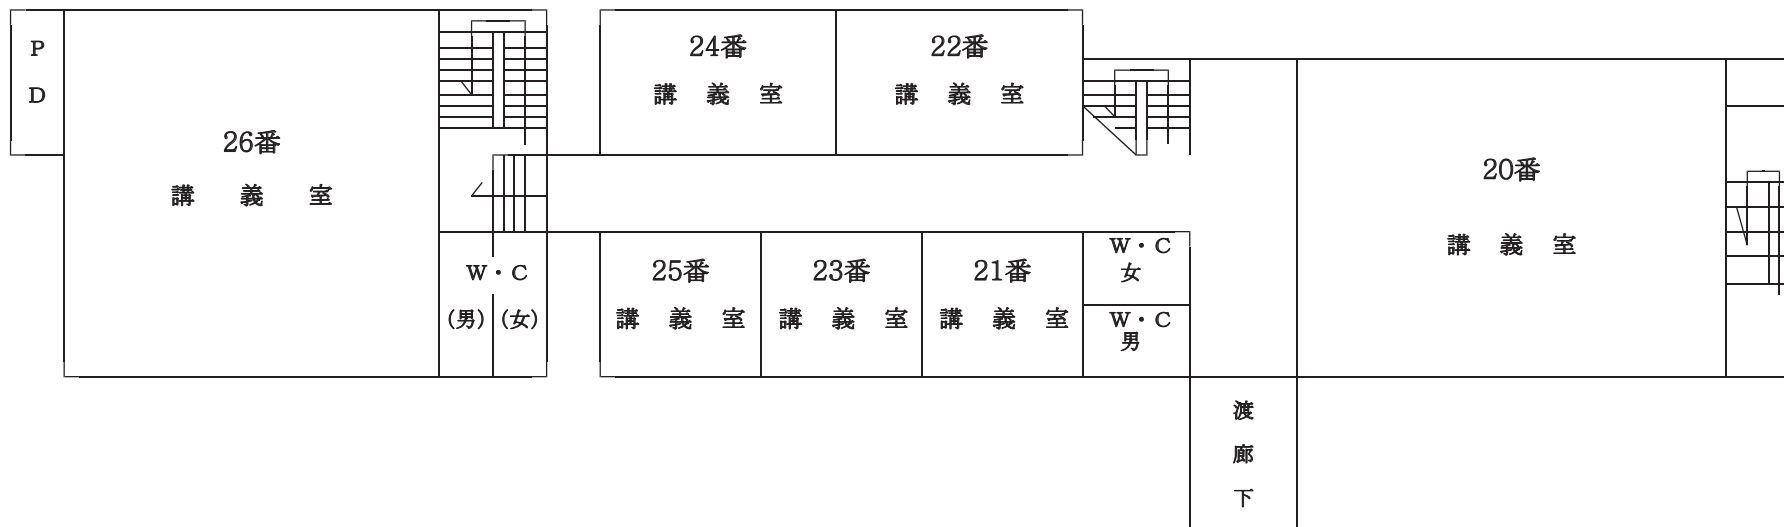 P
D
26番
講義室
W・C
(男)
(女)
24番
講義室
22番
講義室
25番
講義室
23番
講義室
21番
講義室
W・C
女
W・C
男
20番
講義室
渡
廊
下